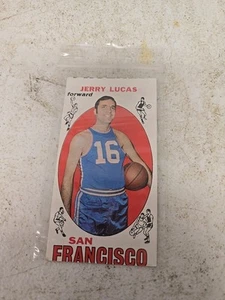 JERRY LUCAS
forward
16
SAN
FRANCISCO